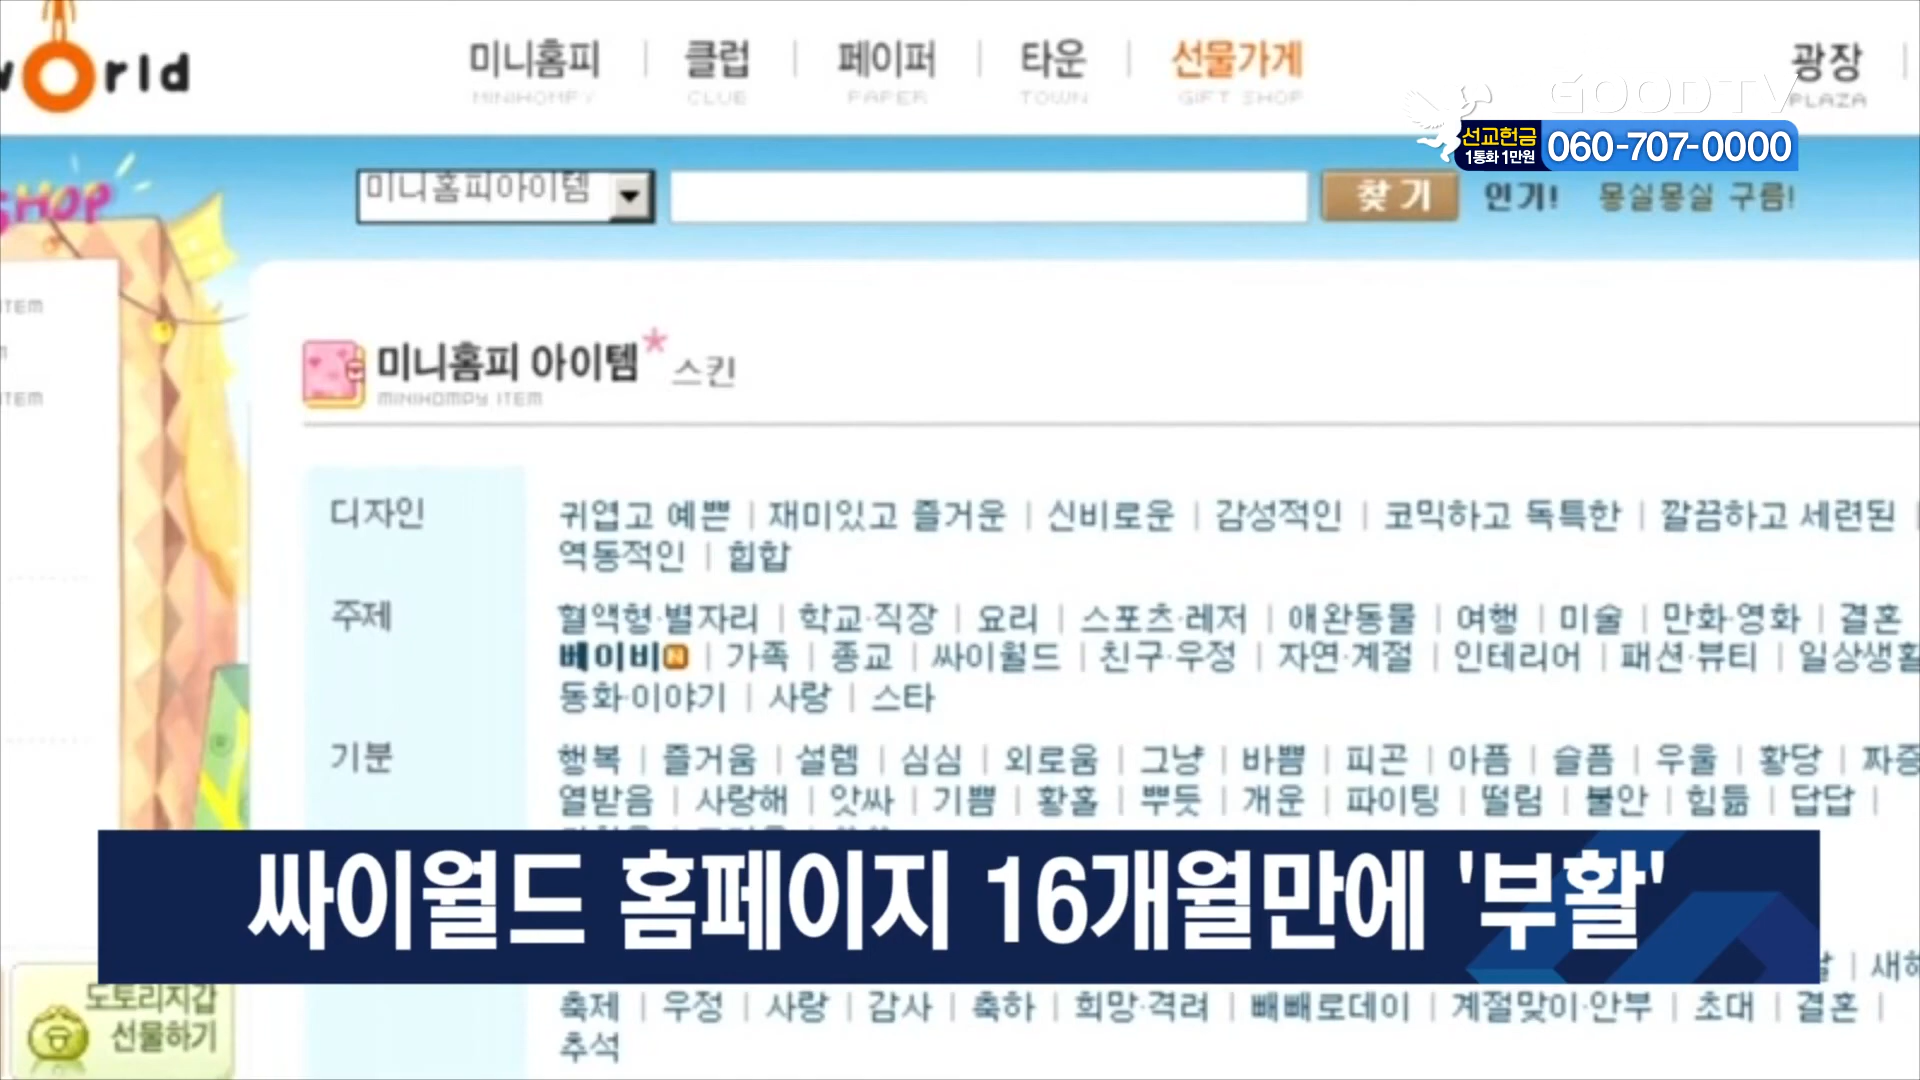 world
미니홈피 | 클럽 | 페이퍼 | 타운 | 선물가게 광장 |
MINIHOMPY CLUB PAPER TOWN GIFT SHOP PLAZA
GOODTV
선교헌금 1통화 1만원 060-707-0000
SHOP
미니홈피아이템 찾기 인기! 몽실몽실 구름!
ITEM
ITEM
미니홈피 아이템* 스킨
MINIHOMPY ITEM
디자인 귀엽고 예쁜 | 재미있고 즐거운 | 신비로운 | 감성적인 | 코믹하고 독특한 | 깔끔하고 세련된 |
역동적인 | 힙합
주제 혈액형·별자리 | 학교·직장 | 요리 | 스포츠·레저 | 애완동물 | 여행 | 미술 | 만화·영화 | 결혼
베이비N | 가족 | 종교 | 싸이월드 | 친구·우정 | 자연·계절 | 인테리어 | 패션·뷰티 | 일상생활
동화·이야기 | 사랑 | 스타
기분 행복 | 즐거움 | 설렘 | 심심 | 외로움 | 그냥 | 바쁨 | 피곤 | 아픔 | 슬픔 | 우울 | 황당 | 짜증
열받음 | 사랑해 | 앗싸 | 기쁨 | 황홀 | 뿌듯 | 개운 | 파이팅 | 떨림 | 불안 | 힘듦 | 답답 |
싸이월드 홈페이지 16개월만에 '부활'
날 | 새해
축제 | 우정 | 사랑 | 감사 | 축하 | 희망·격려 | 빼빼로데이 | 계절맞이·안부 | 초대 | 결혼 |
추석
도토리지갑
선물하기